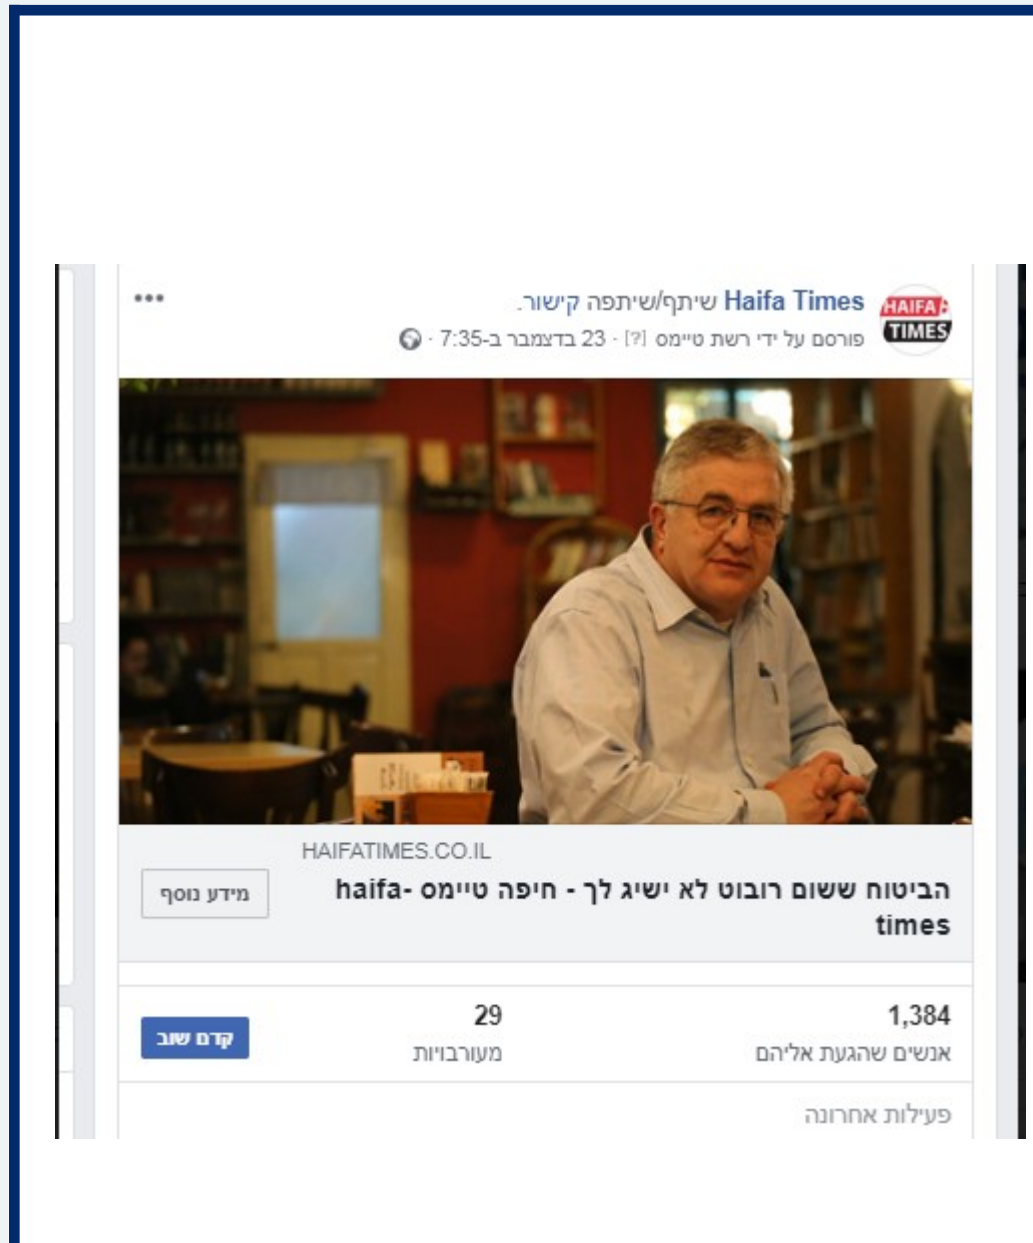 Haifa Times שיתף/שיתפה קישור.
HAIFA
TIMES
פורסם על ידי רשת טיימס [?] · 23 בדצמבר ב-7:35 ·
HAIFATIMES.CO.IL
הביטוח ששום רובוט לא ישיג לך - חיפה טיימס -haifa
times
מידע נוסף
1,384
אנשים שהגעת אליהם
29
מעורבויות
קדם שוב
פעילות אחרונה